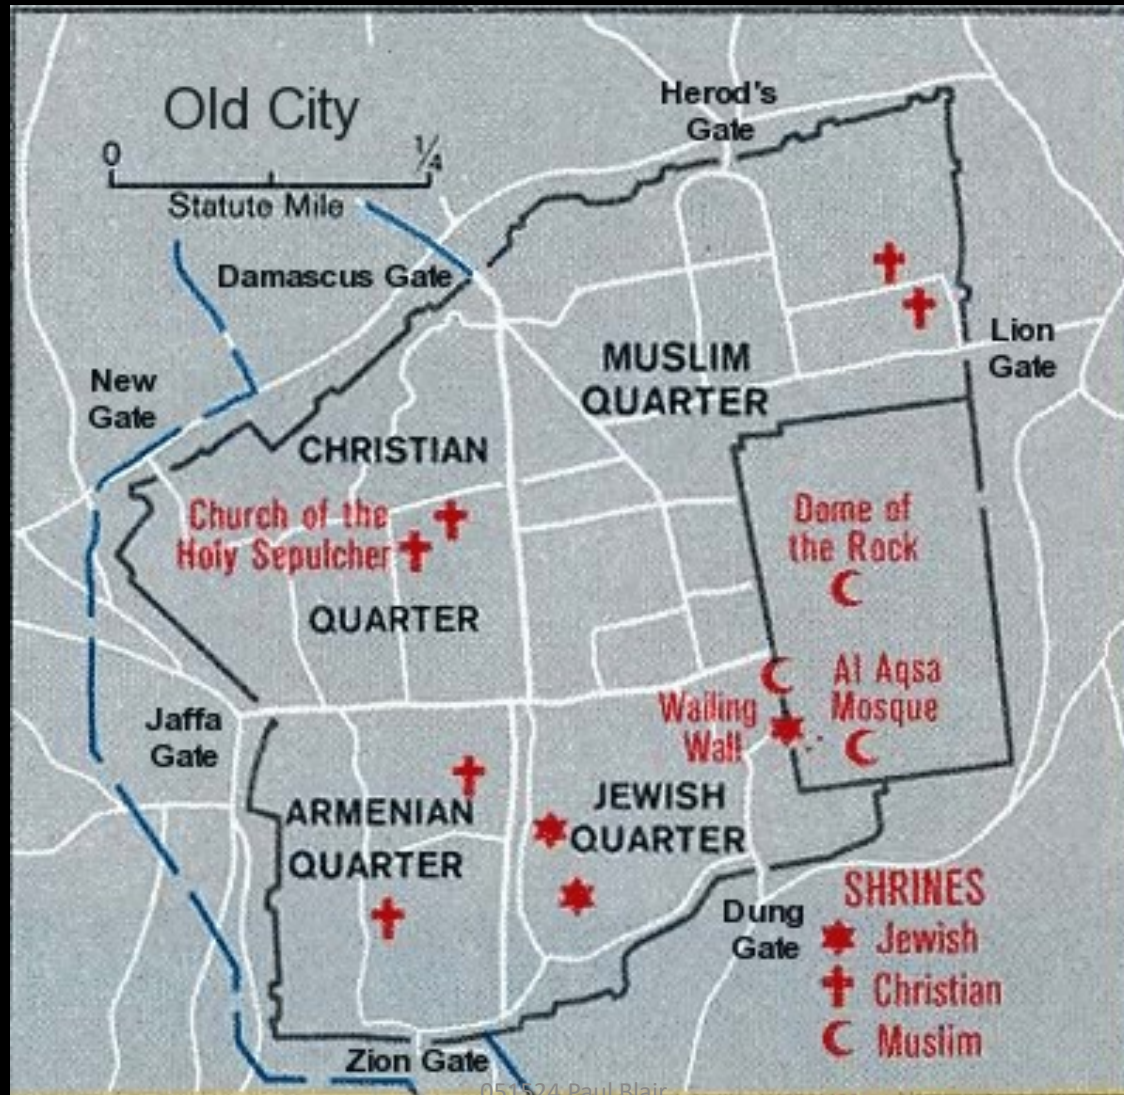 Old City
0 ¼
Statute Mile
Herod's
Gate
Damascus Gate
New
Gate
Lion
Gate
MUSLIM
QUARTER
CHRISTIAN
Church of the
Holy Sepulcher
QUARTER
Dome of
the Rock
Al Aqsa
Mosque
Wailing
Wall
Jaffa
Gate
ARMENIAN
QUARTER
JEWISH
QUARTER
Dung
Gate
SHRINES
Jewish
Christian
Muslim
Zion Gate
051524 Paul Blair